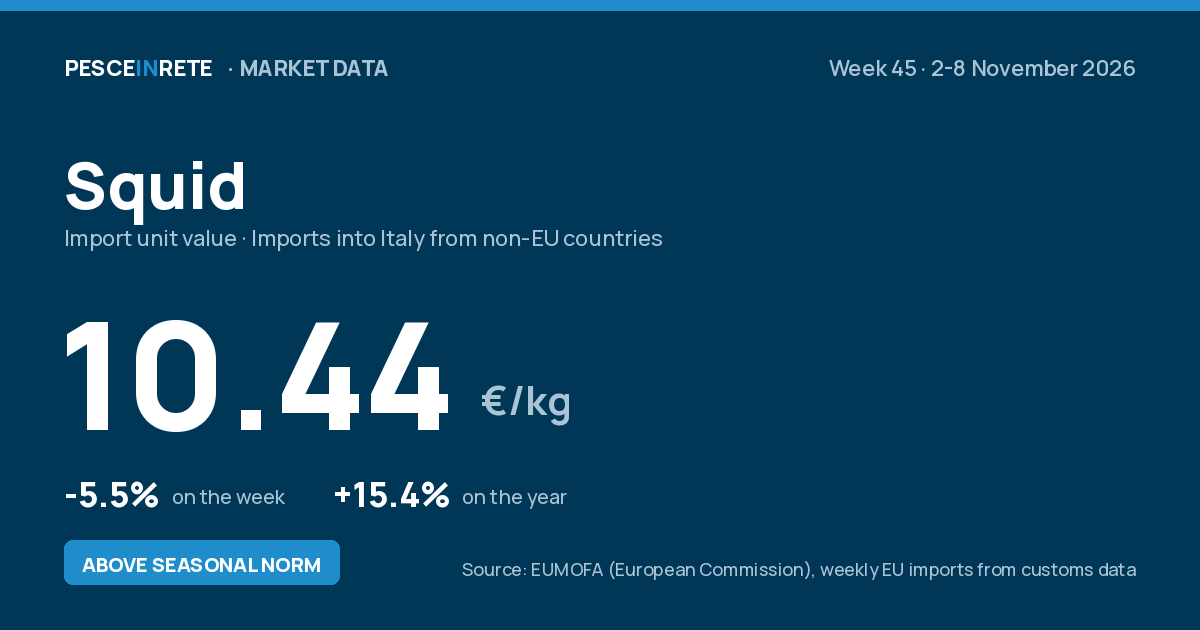 PESCEINRETE · MARKET DATA
Week 45 · 2-8 November 2026
Squid
Import unit value · Imports into Italy from non-EU countries
10.44 €/kg
-5.5% on the week +15.4% on the year
ABOVE SEASONAL NORM
Source: EUMOFA (European Commission), weekly EU imports from customs data